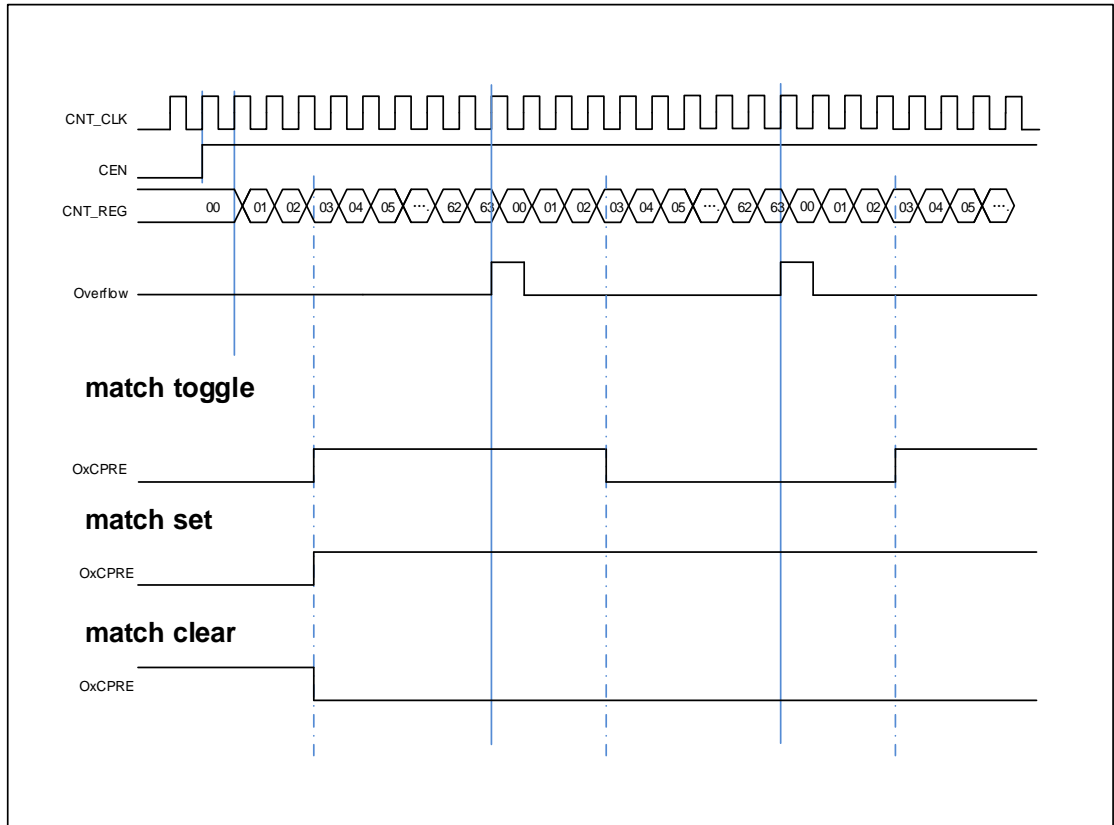 CNT_CLK
CEN
CNT_REG 00 01 02 03 04 05 ···. 62 63 00 01 02 03 04 05 ···. 62 63 00 01 02 03 04 05 ···.
Overflow
match toggle
OxCPRE
match set
OxCPRE
match clear
OxCPRE